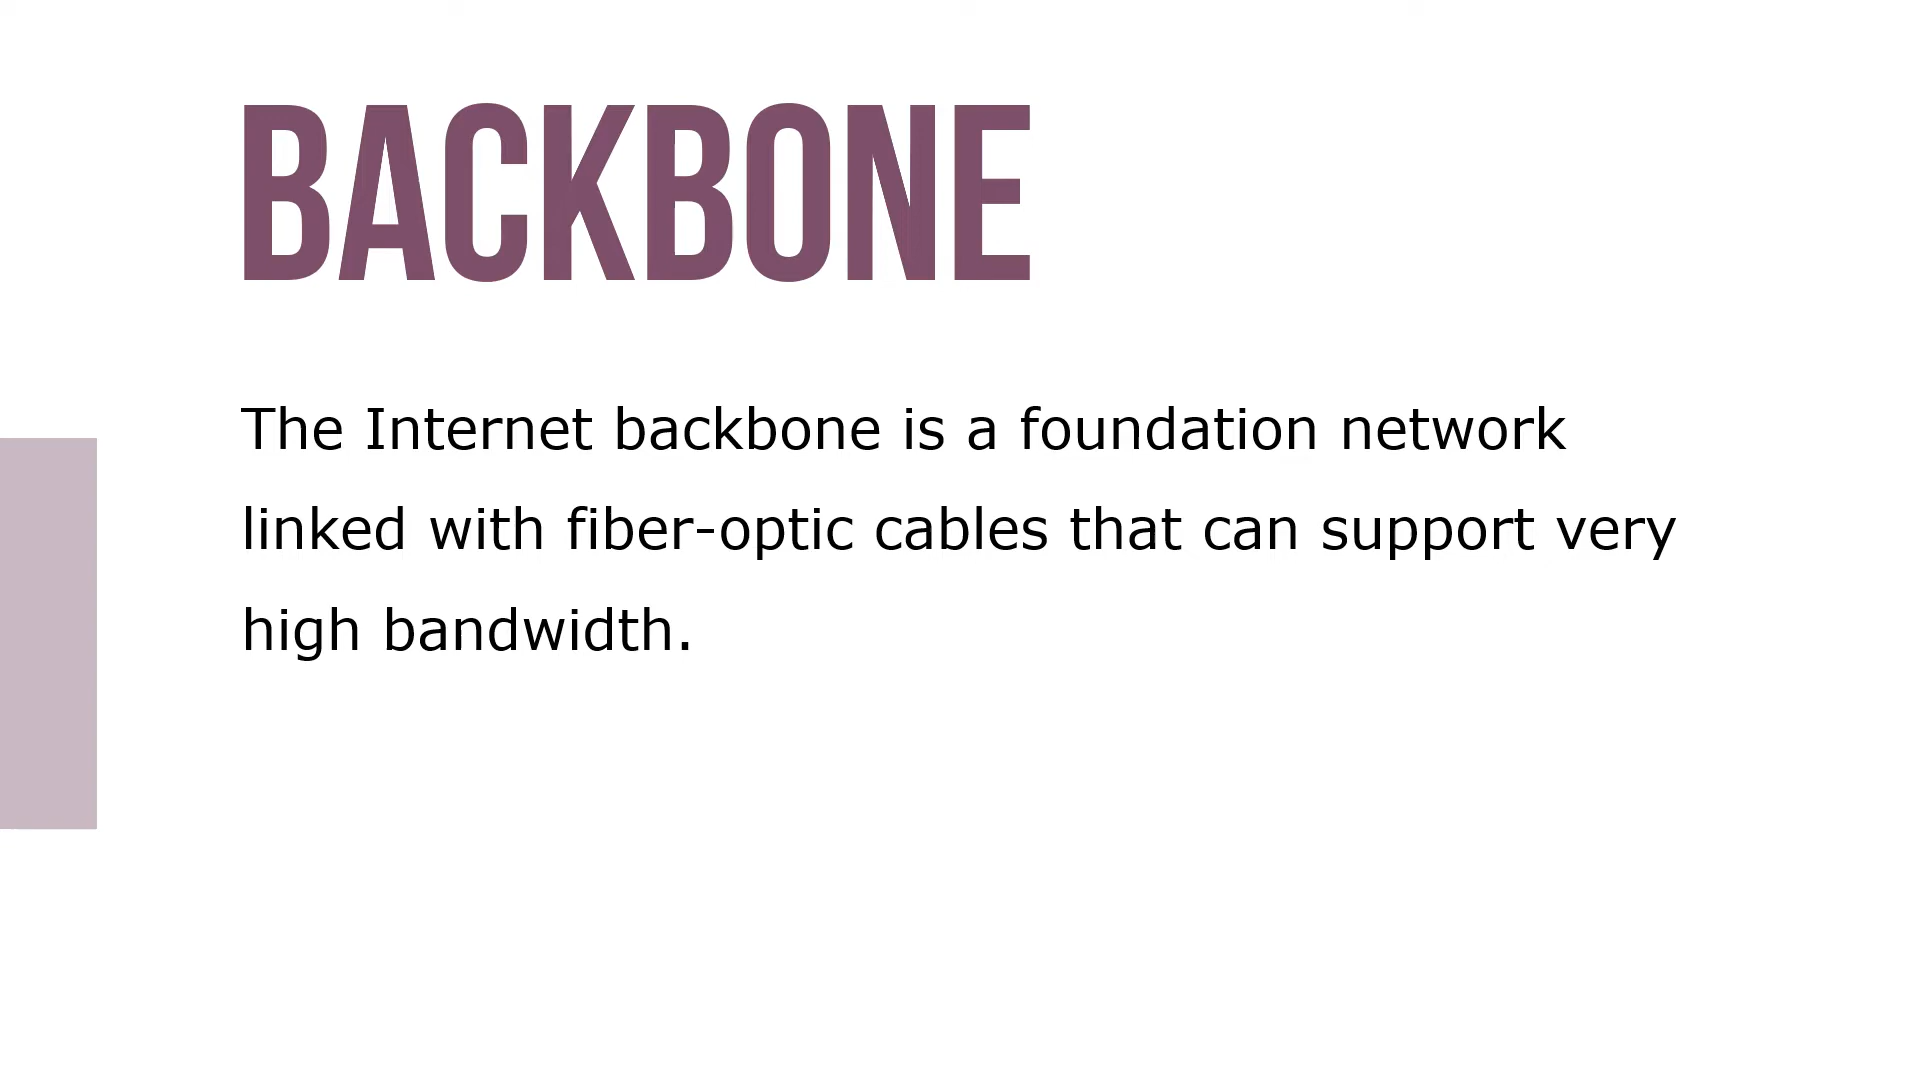 BACKBONE
The Internet backbone is a foundation network
linked with fiber-optic cables that can support very
high bandwidth.